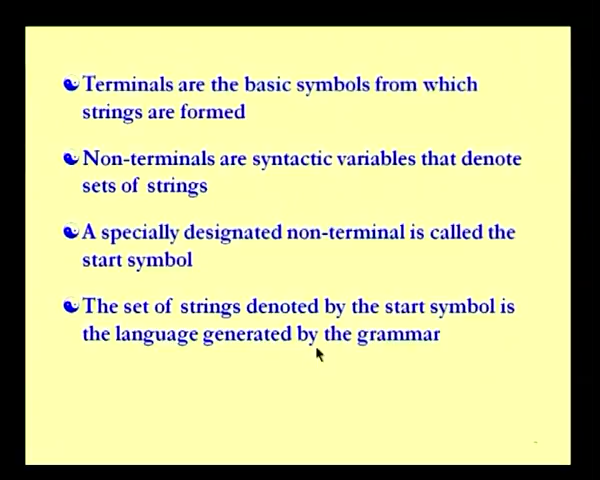 Terminals are the basic symbols from which
strings are formed
Non-terminals are syntactic variables that denote
sets of strings
A specially designated non-terminal is called the
start symbol
The set of strings denoted by the start symbol is
the language generated by the grammar